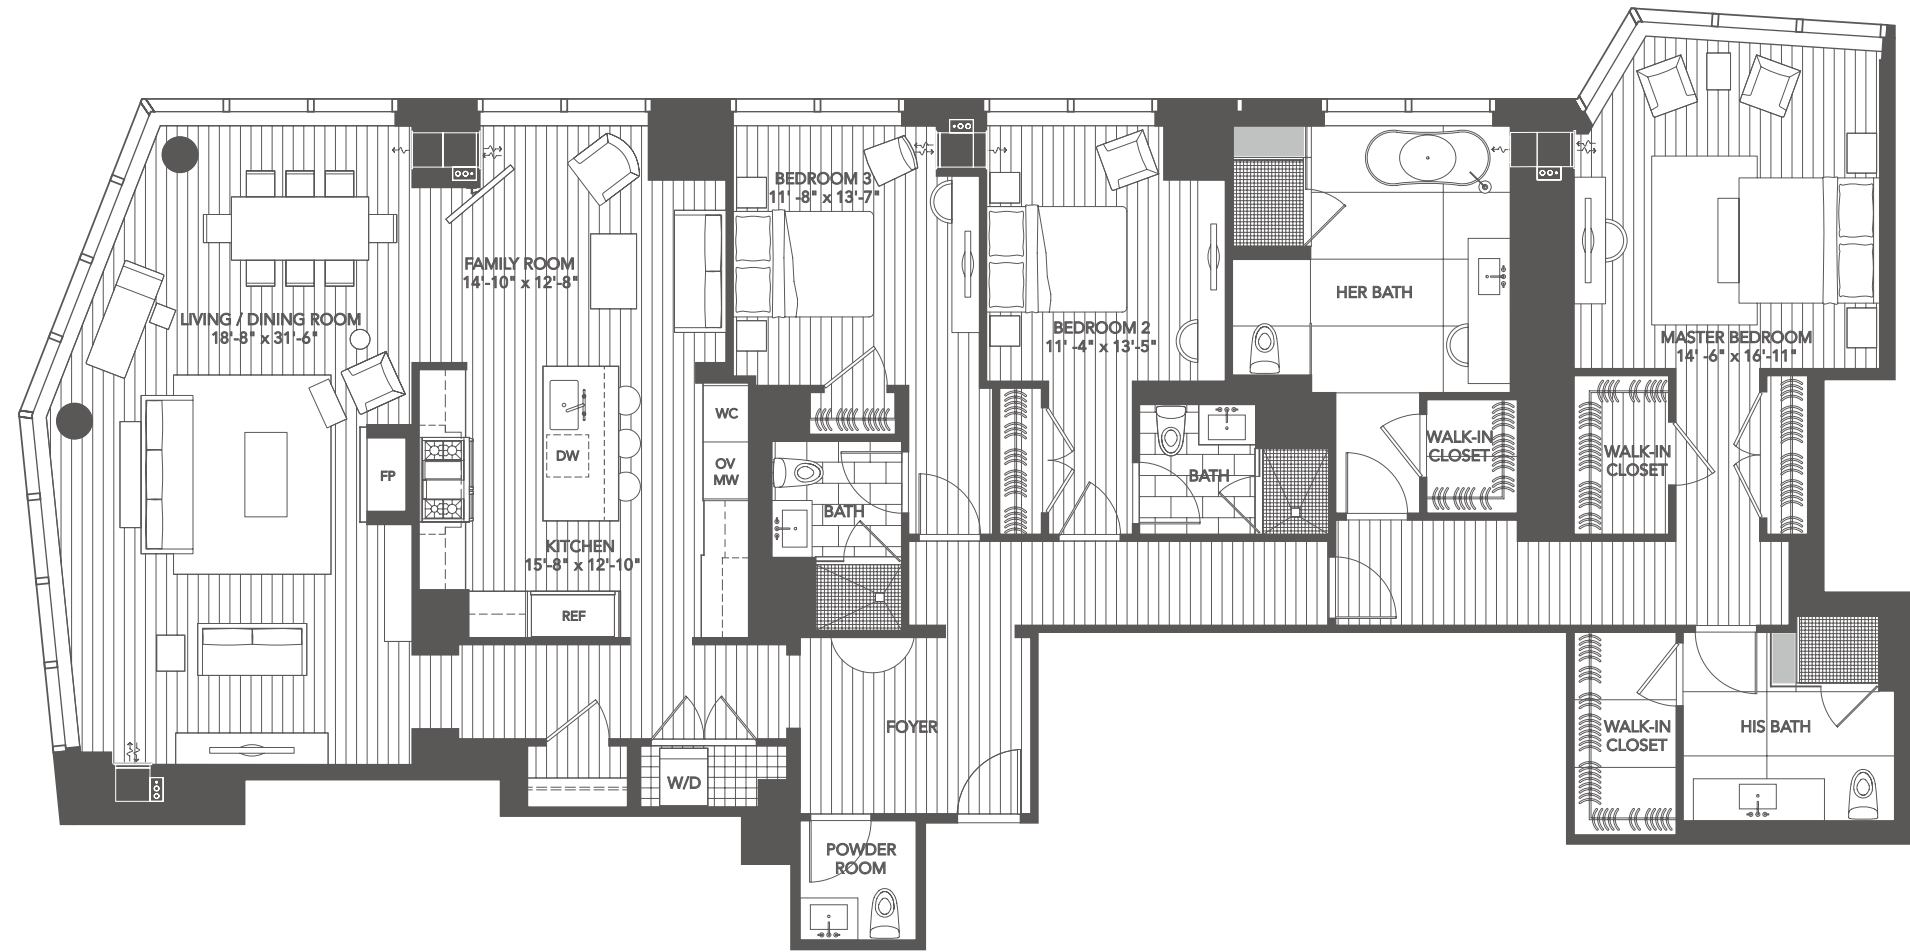 BEDROOM 3
11' -8" x 13'-7"
FAMILY ROOM
14'-10" x 12'-8"
HER BATH
LIVING / DINING ROOM
18'-8" x 31'-6"
BEDROOM 2
11' -4" x 13'-5"
MASTER BEDROOM
14' -6" x 16'-11"
WC
WALK-IN
CLOSET
WALK-IN
CLOSET
DW
OV
MW
FP
BATH
BATH
KITCHEN
15'-8" x 12'-10"
REF
FOYER
WALK-IN
CLOSET
HIS BATH
W/D
POWDER
ROOM